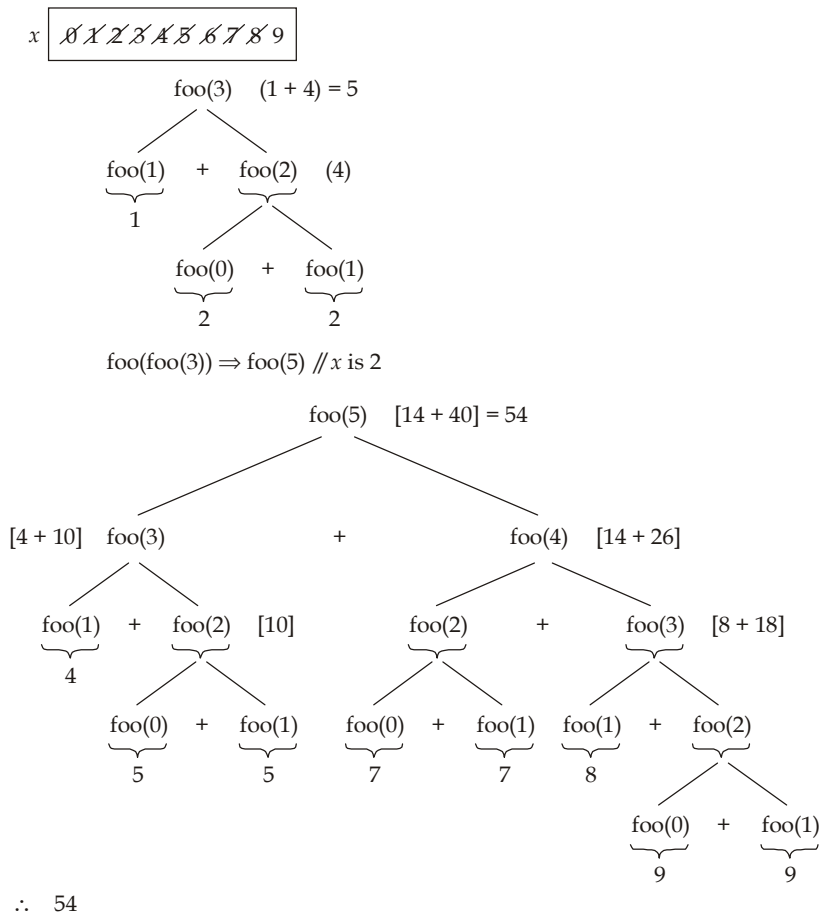 x 0 1 2 3 4 5 6 7 8 9
foo(3) (1 + 4) = 5
foo(1) + foo(2) (4)
1
foo(0) + foo(1)
2 2
foo(foo(3)) ⇒ foo(5) // x is 2
foo(5) [14 + 40] = 54
[4 + 10] foo(3) + foo(4) [14 + 26]
foo(1) + foo(2) [10] foo(2) + foo(3) [8 + 18]
4
foo(0) + foo(1) foo(0) + foo(1) foo(1) + foo(2)
5 5 7 7 8
foo(0) + foo(1)
9 9
∴ 54